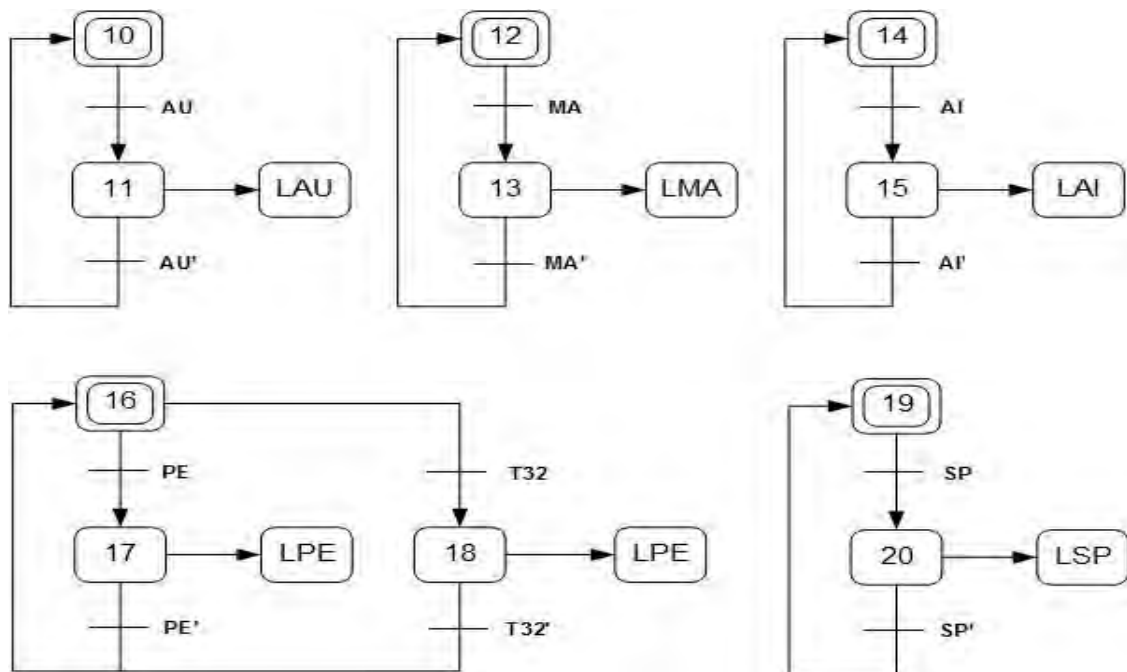 10 12 14
AU MA AI
11 LAU 13 LMA 15 LAI
AU' MA' AI'
16 19
PE T32 SP
17 LPE 18 LPE 20 LSP
PE' T32' SP'